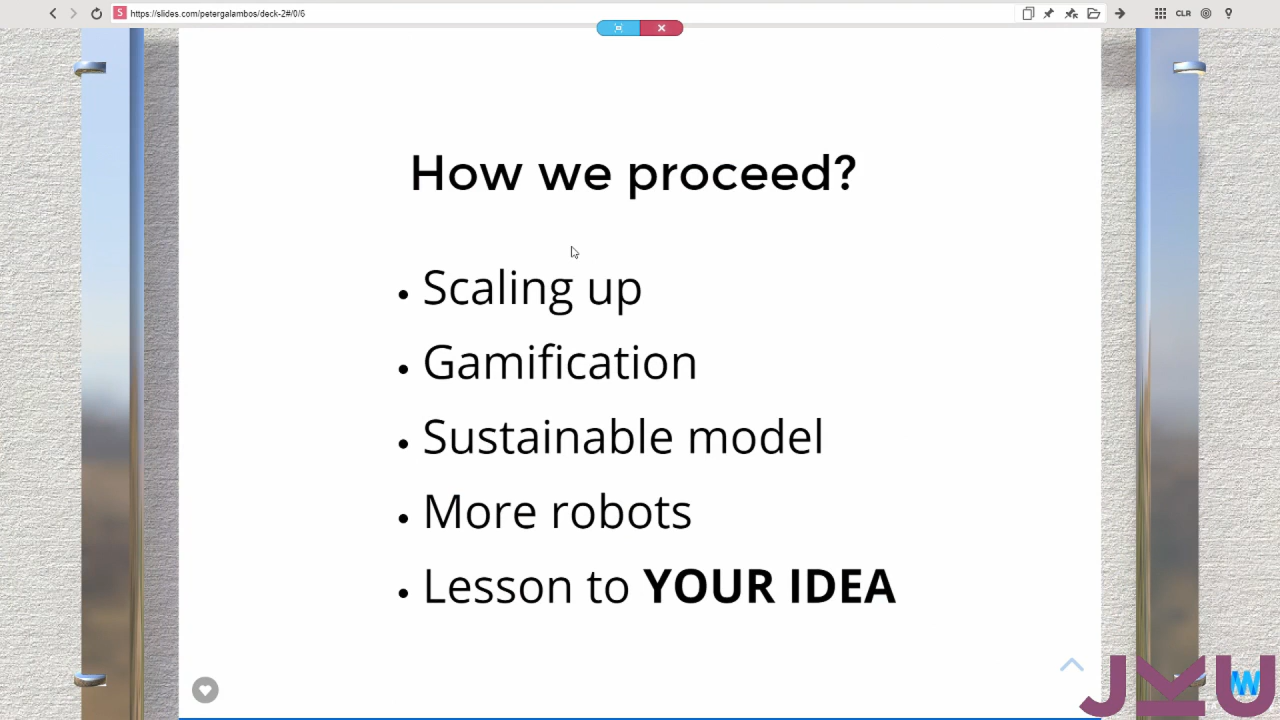 S https://slides.com/petergalambos/deck-2#/0/6 CLR
How we proceed?
• Scaling up
• Gamification
• Sustainable model
• More robots
• Lesson to YOUR IDEA
JKU W